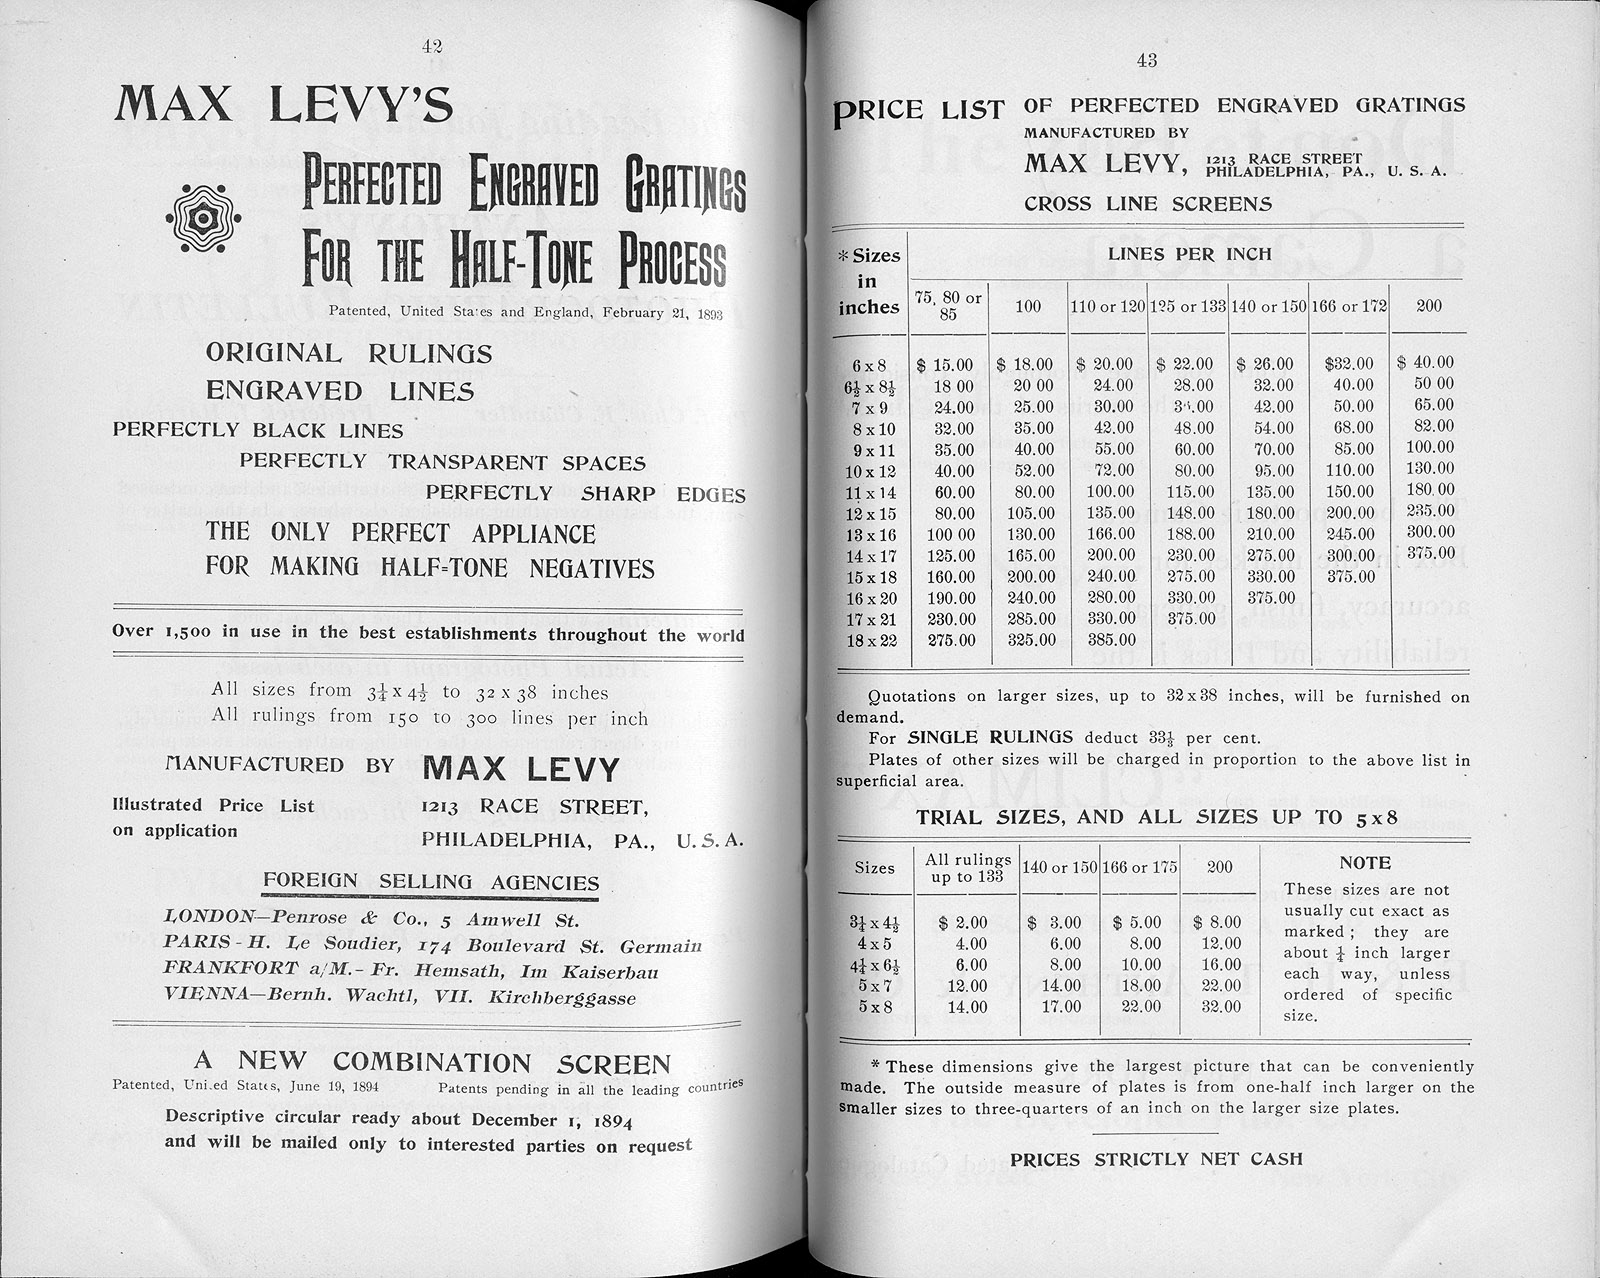 42
MAX LEVY'S
PERFECTED ENGRAVED GRATINGS
FOR THE HALF-TONE PROCESS
Patented, United States and England, February 21, 1893
ORIGINAL RULINGS
ENGRAVED LINES
PERFECTLY BLACK LINES
PERFECTLY TRANSPARENT SPACES
PERFECTLY SHARP EDGES
THE ONLY PERFECT APPLIANCE
FOR MAKING HALF-TONE NEGATIVES
Over 1,500 in use in the best establishments throughout the world
All sizes from 3¼ x 4½ to 32 x 38 inches
All rulings from 150 to 300 lines per inch
MANUFACTURED BY MAX LEVY
Illustrated Price List
on application
1213 RACE STREET,
PHILADELPHIA, PA., U. S. A.
FOREIGN SELLING AGENCIES
LONDON—Penrose & Co., 5 Amwell St.
PARIS - H. Le Soudier, 174 Boulevard St. Germain
FRANKFORT a/M. - Fr. Hemsath, Im Kaiserbau
VIENNA—Bernh. Wachtl, VII. Kirchberggasse
A NEW COMBINATION SCREEN
Patented, United States, June 19, 1894 Patents pending in all the leading countries
Descriptive circular ready about December 1, 1894
and will be mailed only to interested parties on request
43
PRICE LIST OF PERFECTED ENGRAVED GRATINGS
MANUFACTURED BY
MAX LEVY, 1213 RACE STREET
PHILADELPHIA, PA., U. S. A.
CROSS LINE SCREENS
* Sizes in inches
LINES PER INCH
75, 80 or 85 100 110 or 120 125 or 133 140 or 150 166 or 172 200
6 x 8 $ 15.00 $ 18.00 $ 20.00 $ 22.00 $ 26.00 $32.00 $ 40.00
6½ x 8½ 18 00 20 00 24.00 28.00 32.00 40.00 50 00
7 x 9 24.00 25.00 30.00 .00 42.00 50.00 65.00
8 x 10 32.00 35.00 42.00 48.00 54.00 68.00 82.00
9 x 11 35.00 40.00 55.00 60.00 70.00 85.00 100.00
10 x 12 40.00 52.00 72.00 80.00 95.00 110.00 130.00
11 x 14 60.00 80.00 100.00 115.00 135.00 150.00 180.00
12 x 15 80.00 105.00 135.00 148.00 180.00 200.00 235.00
13 x 16 100 00 130.00 166.00 188.00 210.00 245.00 300.00
14 x 17 125.00 165.00 200.00 230.00 275.00 300.00 375.00
15 x 18 160.00 200.00 240.00 275.00 330.00 375.00
16 x 20 190.00 240.00 280.00 330.00 375.00
17 x 21 230.00 285.00 330.00 375.00
18 x 22 275.00 325.00 385.00
Quotations on larger sizes, up to 32 x 38 inches, will be furnished on
demand.
For SINGLE RULINGS deduct 33⅓ per cent.
Plates of other sizes will be charged in proportion to the above list in
superficial area.
TRIAL SIZES, AND ALL SIZES UP TO 5 x 8
Sizes All rulings up to 133 140 or 150 166 or 175 200
3¼ x 4½ $ 2.00 $ 3.00 $ 5.00 $ 8.00
4 x 5 4.00 6.00 8.00 12.00
4¼ x 6½ 6.00 8.00 10.00 16.00
5 x 7 12.00 14.00 18.00 22.00
5 x 8 14.00 17.00 22.00 32.00
NOTE
These sizes are not
usually cut exact as
marked ; they are
about ¼ inch larger
each way, unless
ordered of specific
size.
* These dimensions give the largest picture that can be conveniently
made. The outside measure of plates is from one-half inch larger on the
smaller sizes to three-quarters of an inch on the larger size plates.
PRICES STRICTLY NET CASH